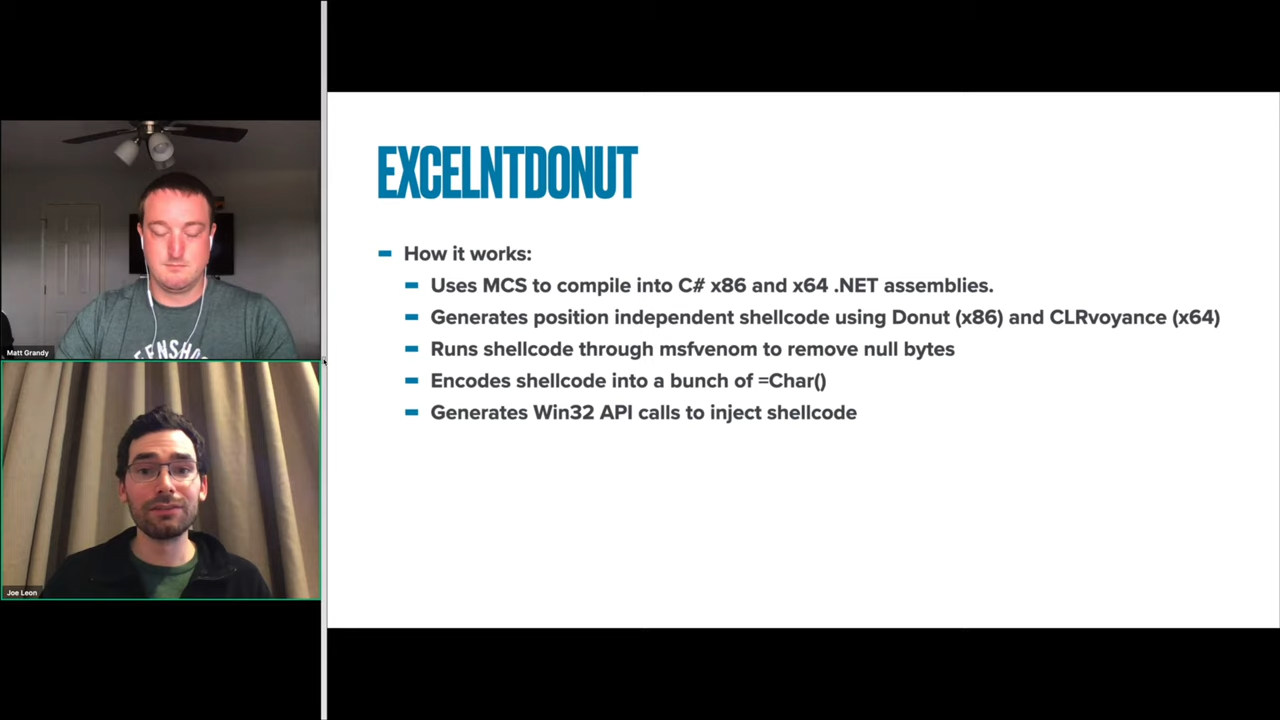 EXCELNTDONUT
How it works:
Uses MCS to compile into C# x86 and x64 .NET assemblies.
Generates position independent shellcode using Donut (x86) and CLRvoyance (x64)
Runs shellcode through msfvenom to remove null bytes
Encodes shellcode into a bunch of =Char()
Generates Win32 API calls to inject shellcode
Matt Grandy
Joe Leon